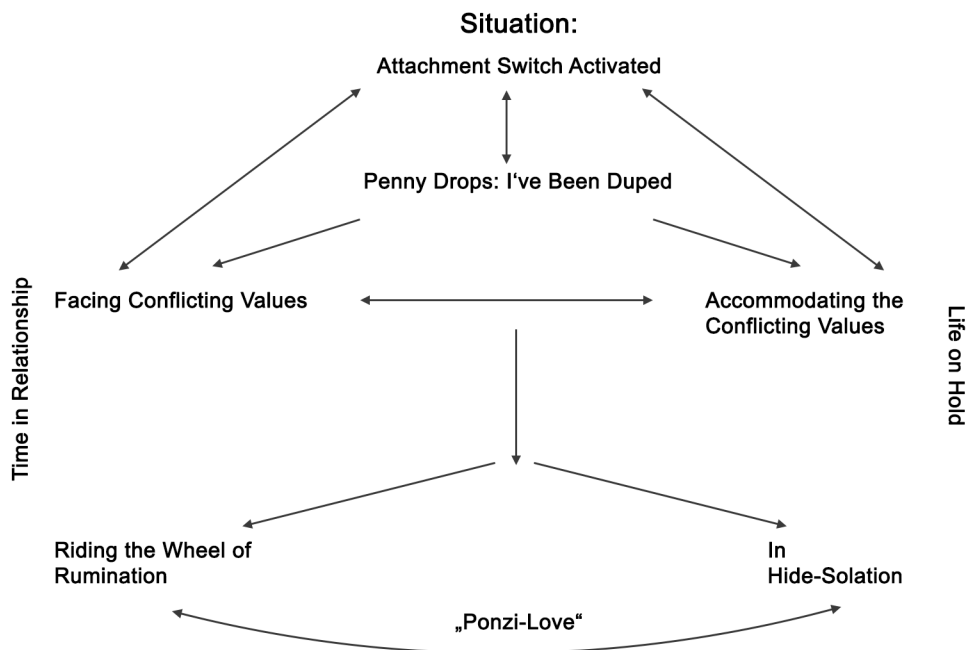 Situation:
Attachment Switch Activated
Penny Drops: I‘ve Been Duped
Facing Conflicting Values
Accommodating the
Conflicting Values
Time in Relationship
Life on Hold
Riding the Wheel of
Rumination
In
Hide-Solation
„Ponzi-Love“